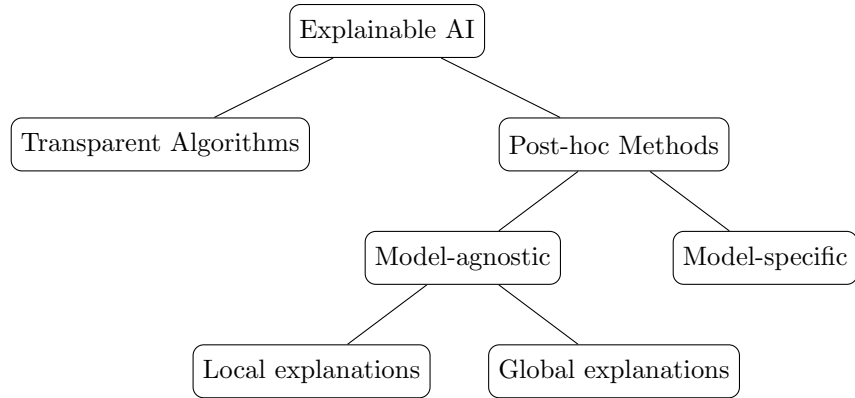 Explainable AI
Transparent Algorithms
Post-hoc Methods
Model-agnostic
Model-specific
Local explanations
Global explanations